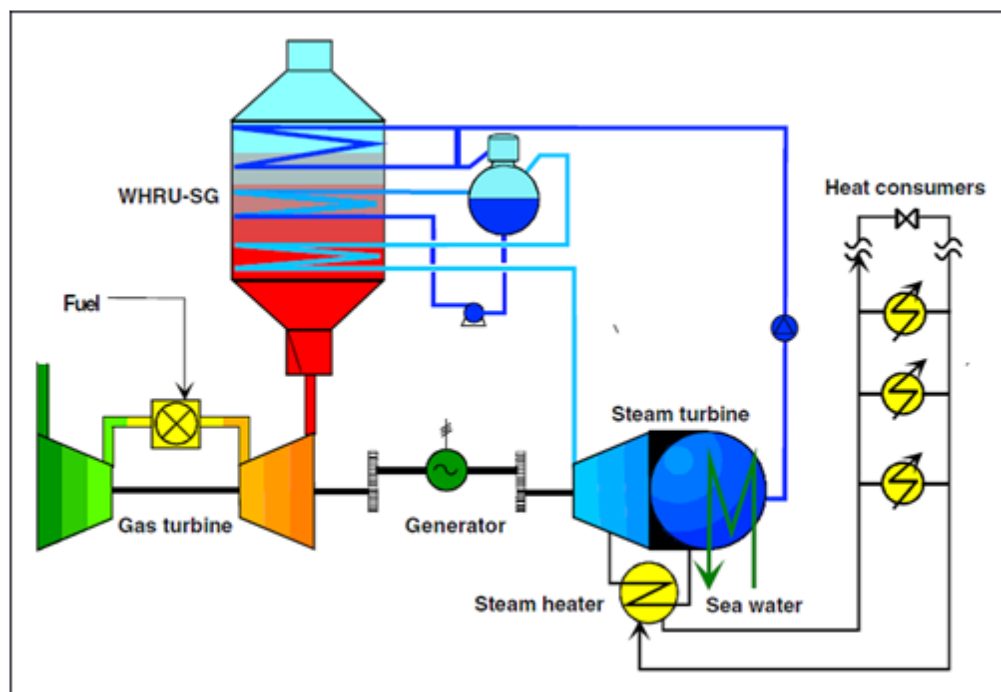 WHRU-SG
Heat consumers
Fuel
Steam turbine
Gas turbine
Generator
Steam heater
Sea water